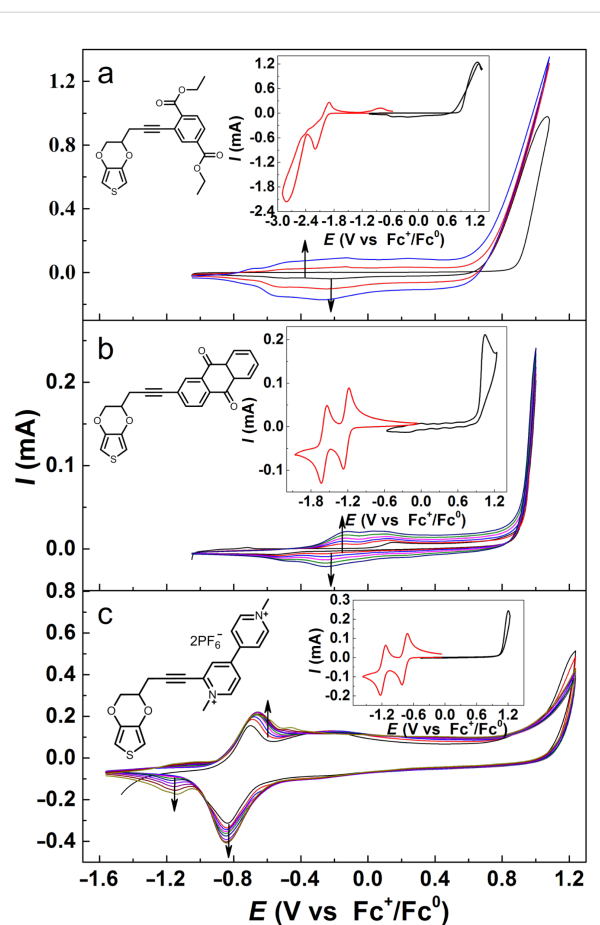 a
O
O
O
O
O
O
S
1.2
0.8
0.4
0.0
I (mA)
1.2
0.6
0.0
-0.6
-1.2
-1.8
-2.4
-3.0 -2.4 -1.8 -1.2 -0.6 0.0 0.6 1.2
E (V vs Fc+/Fc0)
b
O
O
O
O
S
0.2
0.1
0.0
I (mA)
I (mA)
0.2
0.1
0.0
-0.1
-1.8 -1.2 -0.6 0.0 0.6 1.2
E (V vs Fc+/Fc0)
c
N+
2PF6−
N+
O
O
S
0.8
0.6
0.4
0.2
0.0
−0.2
−0.4
I (mA)
0.3
0.2
0.1
0.0
-0.1
-0.2
-1.2 -0.6 0.0 0.6 1.2
E (V vs Fc+/Fc0)
−1.6 −1.2 −0.8 −0.4 0.0 0.4 0.8 1.2
E (V vs Fc+/Fc0)